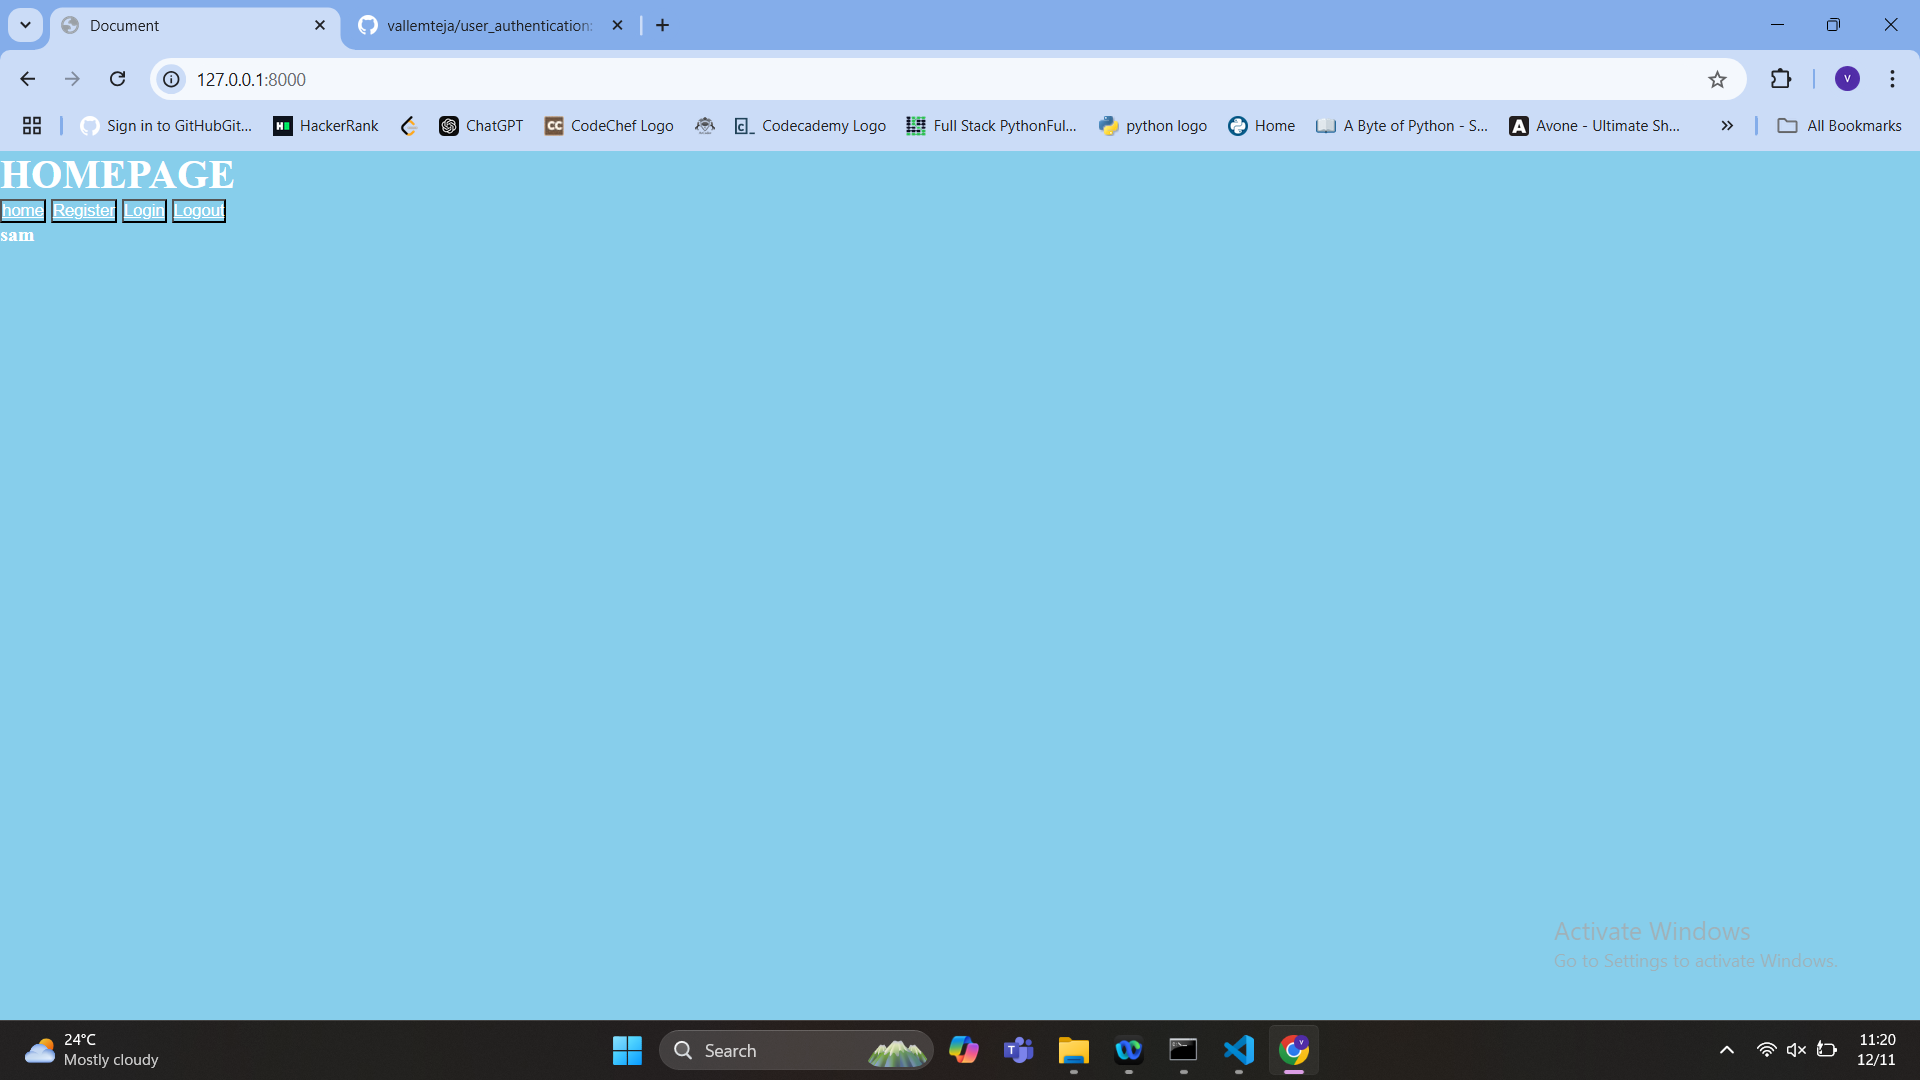 Document
vallemteja/user_authentication:
127.0.0.1:8000
V
Sign in to GitHubGit...
HackerRank
ChatGPT
CodeChef Logo
Codecademy Logo
Full Stack PythonFul...
python logo
Home
A Byte of Python - S...
Avone - Ultimate Sh...
All Bookmarks
HOMEPAGE
home Register Login Logout
sam
Activate Windows
Go to Settings to activate Windows.
24°C
Mostly cloudy
Search
11:20
12/11